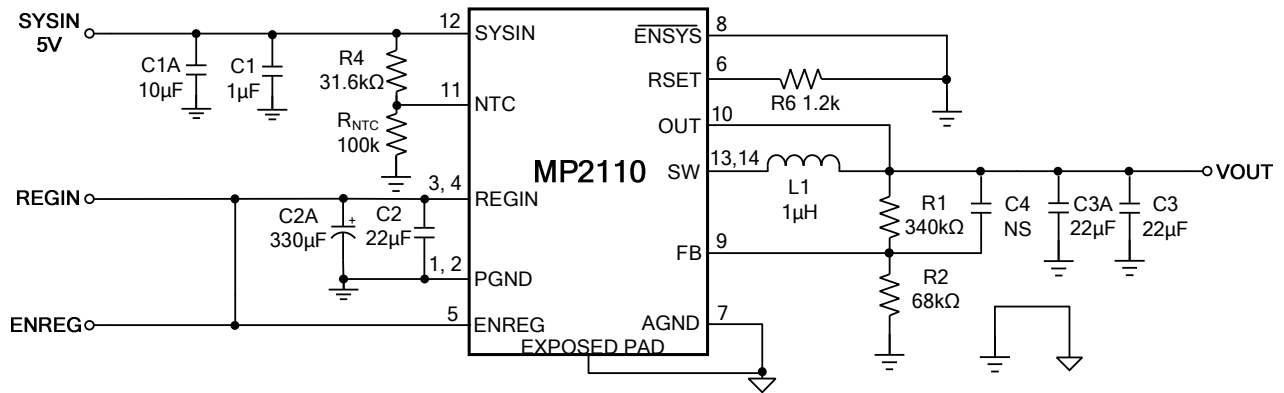 SYSIN
5V
12
SYSIN
C1A
10µF
C1
1µF
R4
31.6kΩ
11
NTC
RNTC
100k
MP2110
ENSYS
8
RSET
6
R6 1.2k
OUT
10
SW
13,14
L1
1µH
VOUT
REGIN
3, 4
REGIN
C2A
330µF
+
C2
22µF
1, 2
PGND
R1
340kΩ
C4
NS
C3A
22µF
C3
22µF
FB
9
R2
68kΩ
ENREG
5
ENREG
AGND
7
EXPOSED PAD